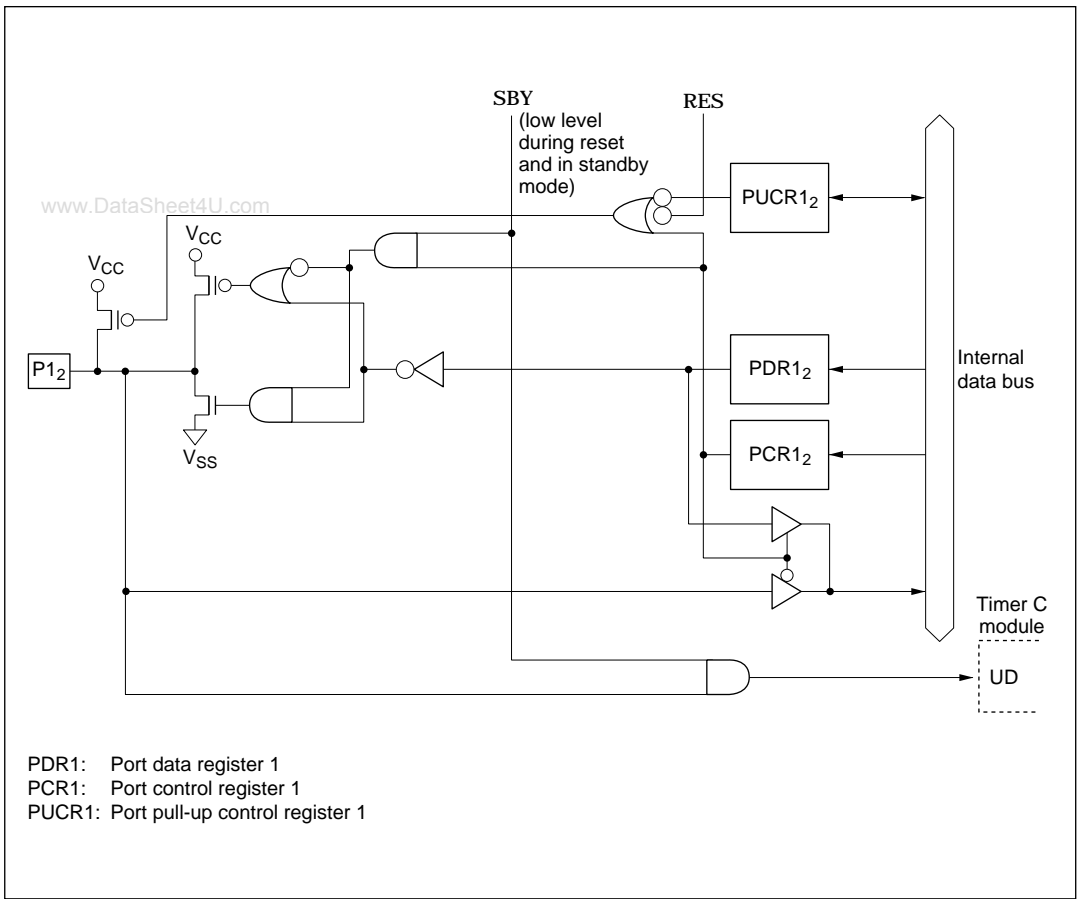 SBY
(low level
during reset
and in standby
mode)
RES
PUCR1₂
www.DataSheet4U.com
V_CC
V_CC
P1₂
V_SS
PDR1₂
PCR1₂
Internal
data bus
Timer C
module
UD
PDR1: Port data register 1
PCR1: Port control register 1
PUCR1: Port pull-up control register 1